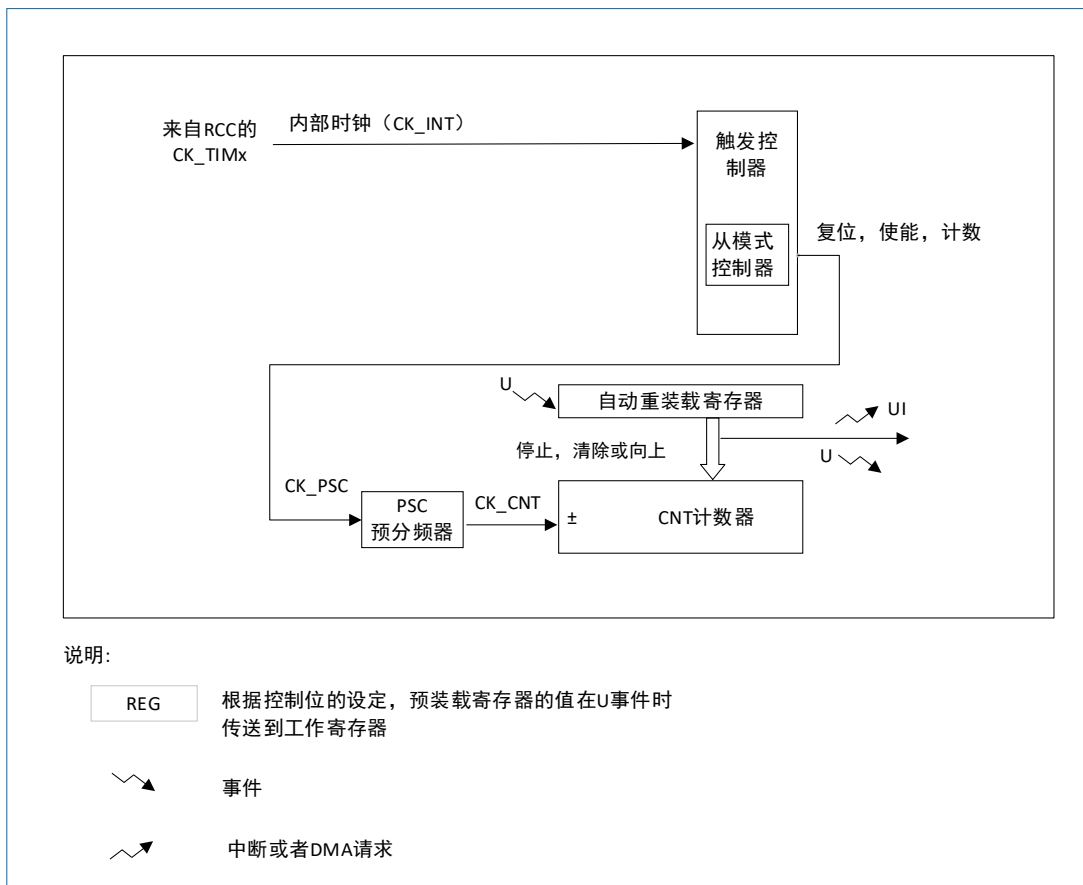 来自RCC的
CK_TIMx
内部时钟（CK_INT）
触发控
制器
从模式
控制器
复位，使能，计数
U
自动重装载寄存器
UI
停止，清除或向上
U
CK_PSC
PSC
预分频器
CK_CNT
± CNT计数器
说明:
REG
根据控制位的设定，预装载寄存器的值在U事件时
传送到工作寄存器
事件
中断或者DMA请求